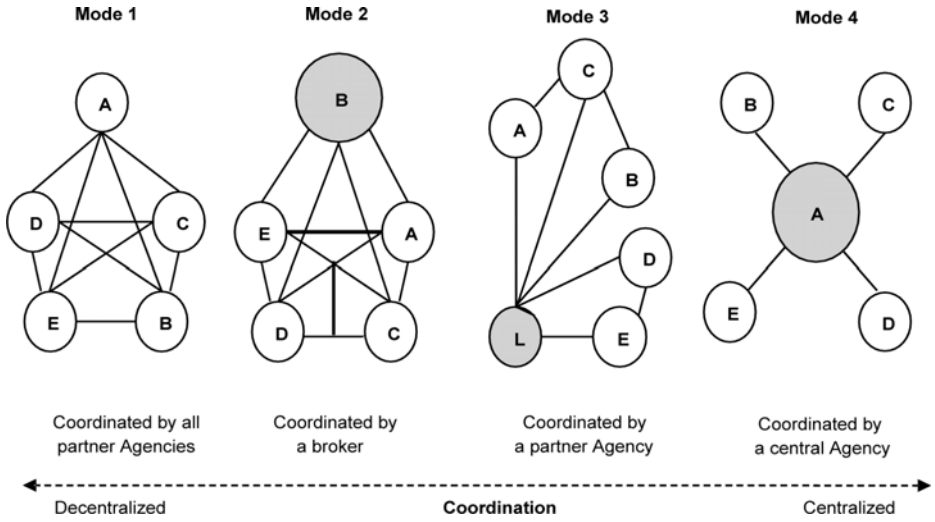 Mode 1
Mode 2
Mode 3
Mode 4
A
D
C
E
B
B
E
A
D
C
C
A
B
D
L
E
B
C
A
E
D
Coordinated by all
partner Agencies
Coordinated by
a broker
Coordinated by
a partner Agency
Coordinated by
a central Agency
Decentralized
Coordination
Centralized